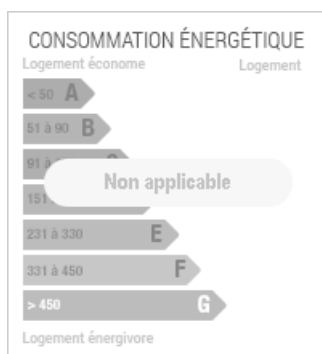 CONSOMMATION ÉNERGÉTIQUE
Logement économe Logement
< 50 A
51 à 90 B
91 à
Non applicable
151
231 à 330 E
331 à 450 F
> 450 G
Logement énergivore